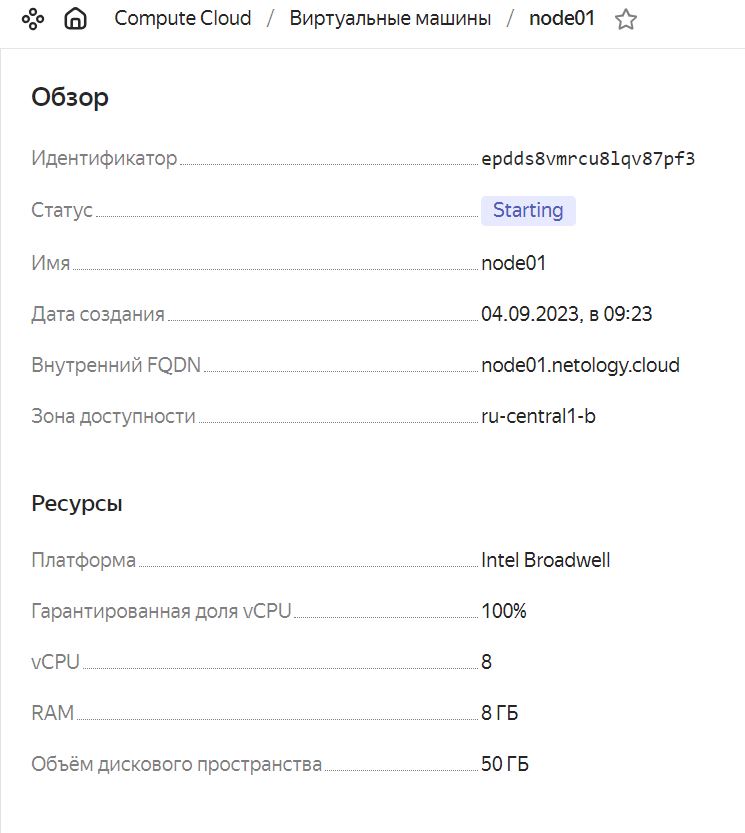 Compute Cloud / Виртуальные машины / node01
Обзор
Идентификатор epdds8vmrcu8lqv87pf3
Статус Starting
Имя node01
Дата создания 04.09.2023, в 09:23
Внутренний FQDN node01.netology.cloud
Зона доступности ru-central1-b
Ресурсы
Платформа Intel Broadwell
Гарантированная доля vCPU 100%
vCPU 8
RAM 8 ГБ
Объём дискового пространства 50 ГБ